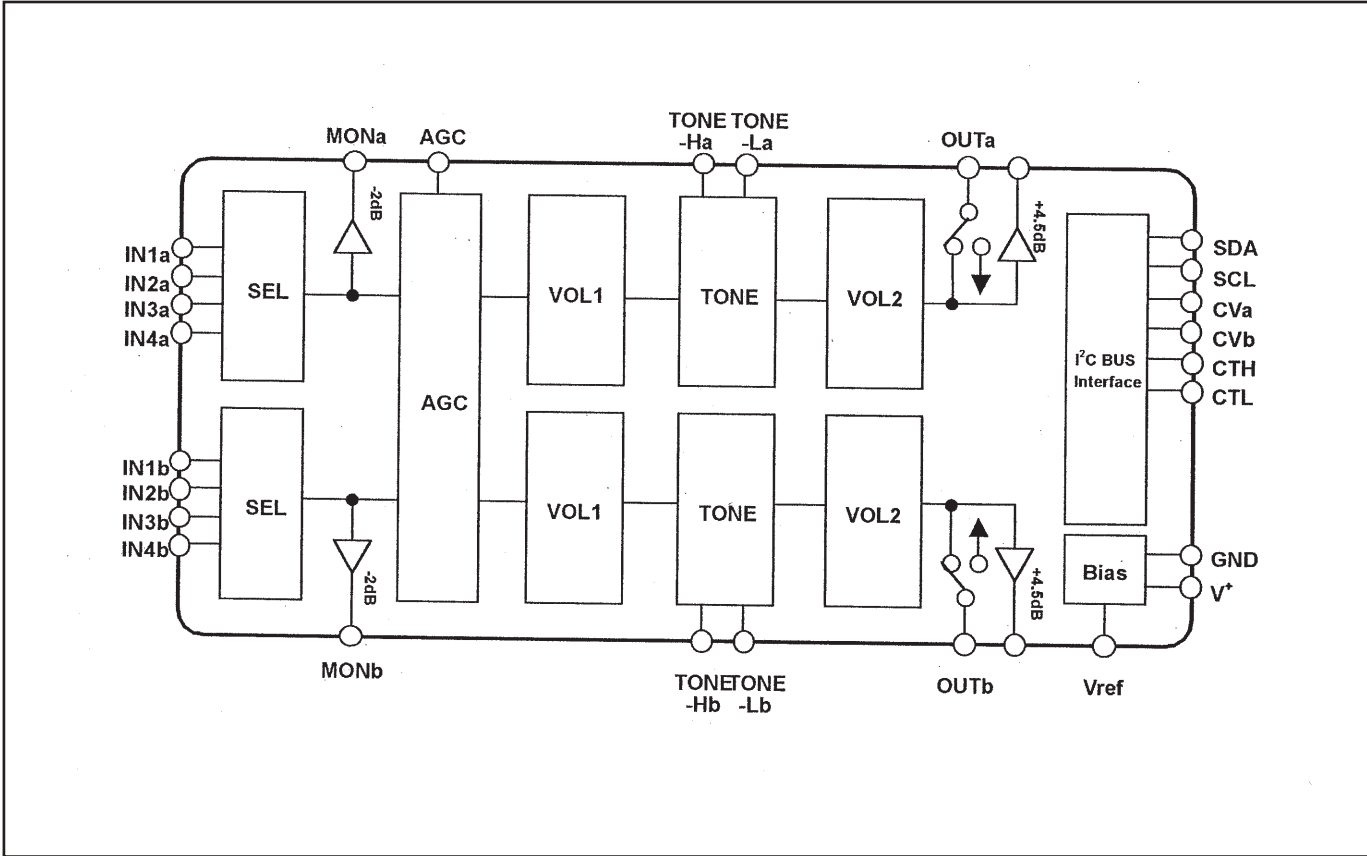 MONa
AGC
TONE
-Ha
TONE
-La
OUTa
-2dB
+4.5dB
IN1a
IN2a
IN3a
IN4a
SEL
VOL1
TONE
VOL2
SDA
SCL
CVa
CVb
CTH
CTL
I²C BUS
Interface
AGC
IN1b
IN2b
IN3b
IN4b
SEL
VOL1
TONE
VOL2
-2dB
+4.5dB
Bias
GND
V+
MONb
TONE
-Hb
TONE
-Lb
OUTb
Vref